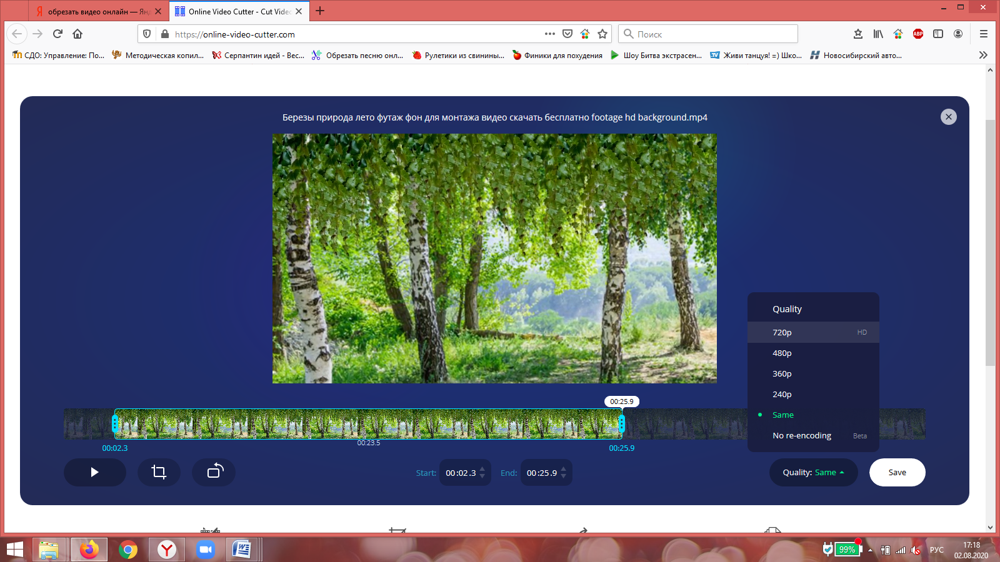 обрезать видео онлайн — Янд
Online Video Cutter - Cut Video
https://online-video-cutter.com
Поиск
СДО: Управление: По...
Методическая копил...
Серпантин идей - Вес...
Обрезать песню онл...
Рулетики из свинины...
Финики для похудения
Шоу Битва экстрасен...
Живи танцуя! =) Шко...
Новосибирский авто...
Березы природа лето футаж фон для монтажа видео скачать бесплатно footage hd background.mp4
Quality
720p HD
480p
360p
240p
Same
No re-encoding Beta
00:25.9
00:23.5
00:02.3
00:25.9
Start: 00:02.3
End: 00:25.9
Quality: Same
Save
99%
РУС
17:18
02.08.2020
ABP